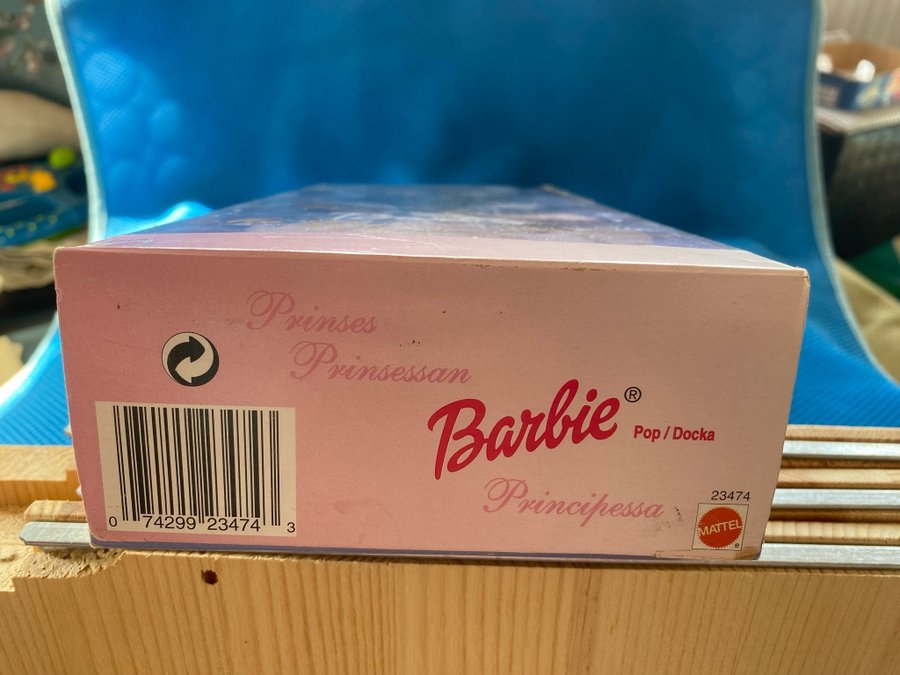 Prinses
Prinsessan
Barbie®
Pop / Docka
Principessa
23474
MATTEL
®
0 74299 23474 3